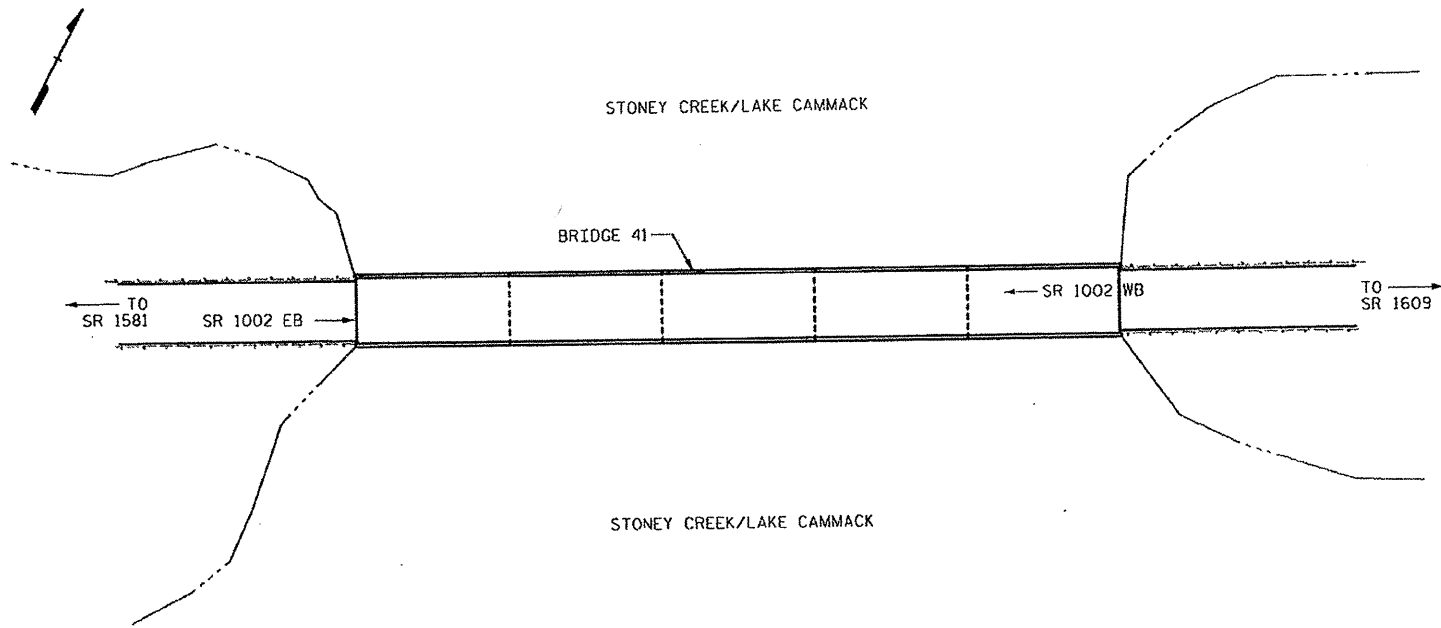 STONEY CREEK/LAKE CAMMACK
BRIDGE 41
TO
SR 1581
SR 1002 EB
SR 1002 WB
TO
SR 1609
STONEY CREEK/LAKE CAMMACK